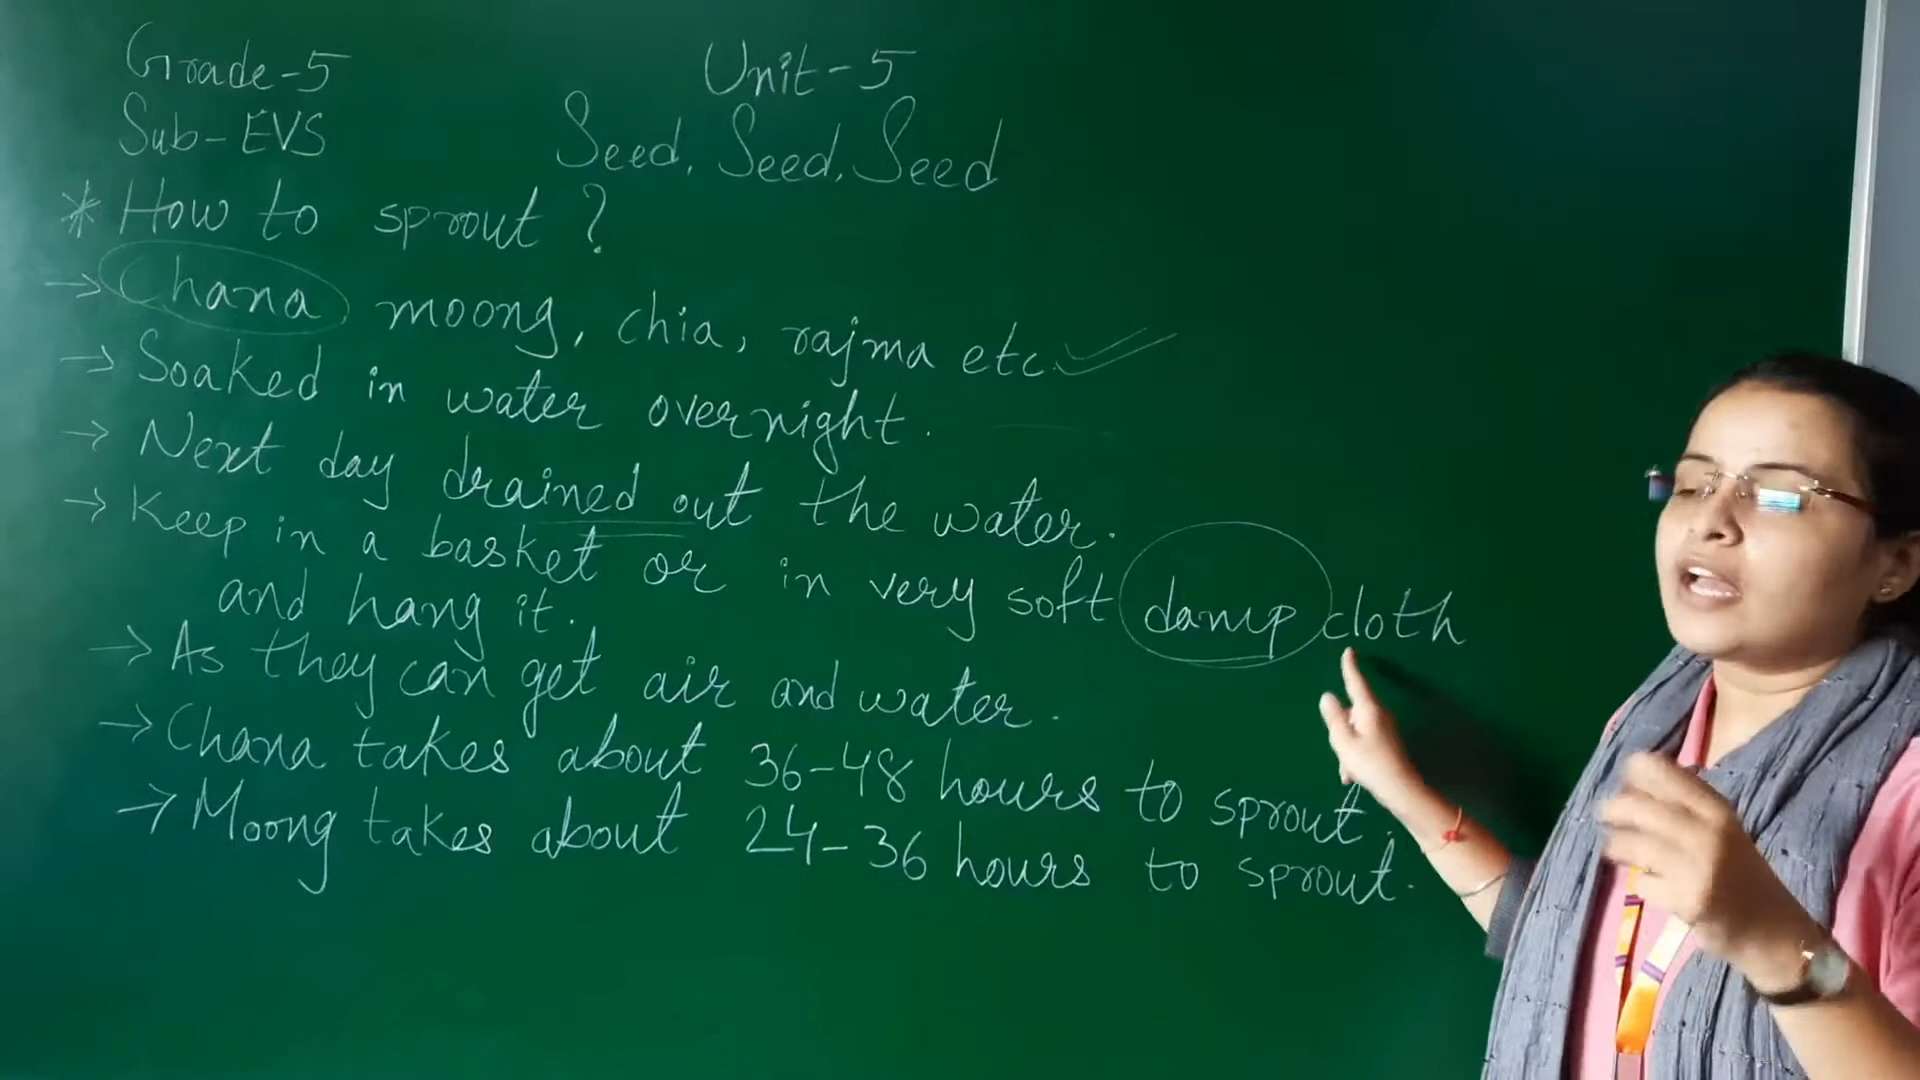 Grade-5
Unit-5
Sub-EVS
Seed, Seed, Seed
* How to sprout ?
→ Chana, moong, chia, rajma etc.
→ Soaked in water overnight.
→ Next day drained out the water.
→ Keep in a basket or in very soft damp cloth
and hang it.
→ As they can get air and water.
→ Chana takes about 36-48 hours to sprout.
→ Moong takes about 24-36 hours to sprout.